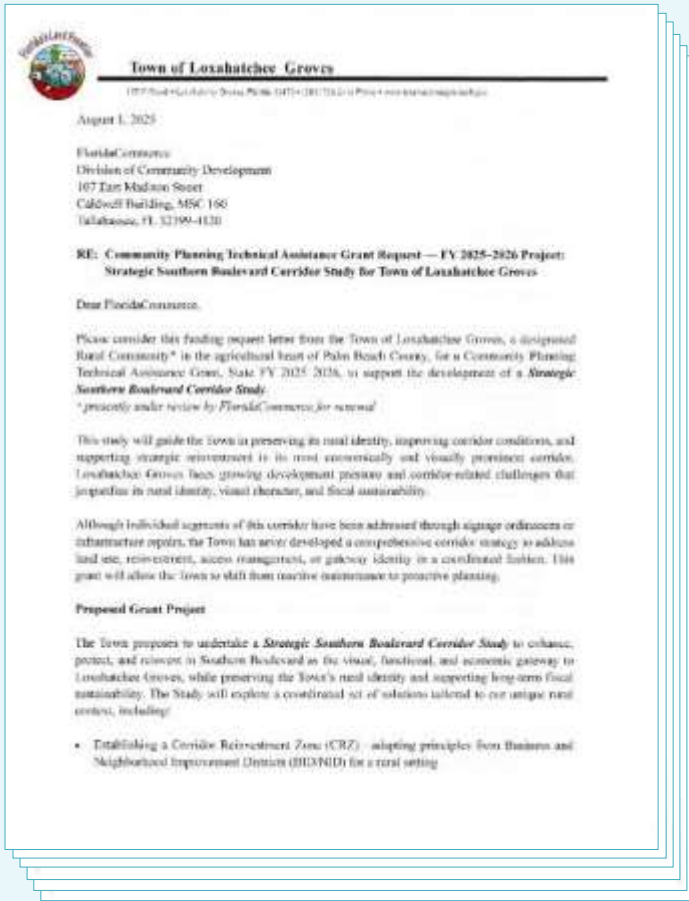 Florida's Last Frontier
Town of Loxahatchee Groves
August 1, 2025
FloridaCommerce
Division of Community Development
107 East Madison Street
Caldwell Building, MSC 160
Tallahassee, FL 32399-4120
RE: Community Planning Technical Assistance Grant Request — FY 2025–2026 Project:
Strategic Southern Boulevard Corridor Study for Town of Loxahatchee Groves
Dear FloridaCommerce,
Please consider this funding request letter from the Town of Loxahatchee Groves, a designated
Rural Community* in the agricultural heart of Palm Beach County, for a Community Planning
Technical Assistance Grant, State FY 2025 2026, to support the development of a Strategic
Southern Boulevard Corridor Study.
* presently under review by FloridaCommerce for renewal
This study will guide the Town in preserving its rural identity, improving corridor conditions, and
supporting strategic reinvestment in its most economically and visually prominent corridor.
Loxahatchee Groves faces growing development pressure and corridor-related challenges that
jeopardize its rural identity, visual character, and fiscal sustainability.
Although individual segments of this corridor have been addressed through signage ordinances or
infrastructure repairs, the Town has never developed a comprehensive corridor strategy to address
land use, reinvestment, access management, or gateway identity in a coordinated fashion. This
grant will allow the Town to shift from reactive maintenance to proactive planning.
Proposed Grant Project
The Town proposes to undertake a Strategic Southern Boulevard Corridor Study to enhance,
protect, and reinvest in Southern Boulevard as the visual, functional, and economic gateway to
Loxahatchee Groves, while preserving the Town's rural identity and supporting long-term fiscal
sustainability. The Study will explore a coordinated set of solutions tailored to our unique rural
context, including:
• Establishing a Corridor Reinvestment Zone (CRZ) adapting principles from Business and
Neighborhood Improvement Districts (BID/NID) for a rural setting